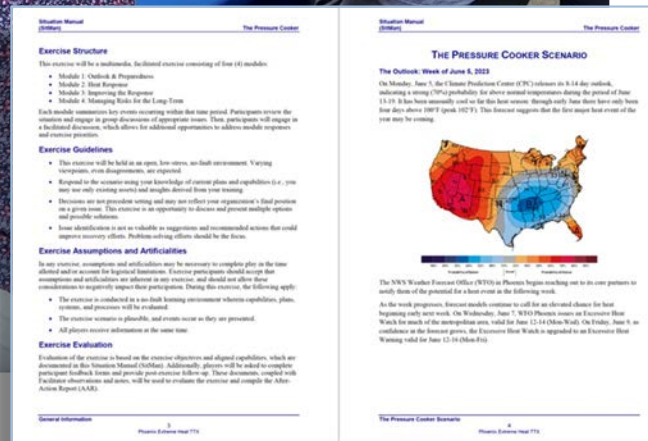 Situation Manual
(SitMan)
The Pressure Cooker
Exercise Structure
This exercise will be a multimedia, facilitated exercise consisting of four (4) modules:
• Module 1: Outlook & Preparedness
• Module 2: Heat Response
• Module 3: Improving the Response
• Module 4: Managing Risks for the Long-Term
Each module summarizes key events occurring within that time period. Participants review the
situation and engage in group discussions of appropriate issues. Then, participants will engage in
a facilitated discussion, which allows for additional opportunities to address module responses
and exercise priorities.
Exercise Guidelines
• This exercise will be held in an open, low-stress, no-fault environment. Varying
viewpoints, even disagreements, are expected.
• Respond to the scenario using your knowledge of current plans and capabilities (i.e., you
may use only existing assets) and insights derived from your training.
• Decisions are not precedent setting and may not reflect your organization's final position
on a given issue. This exercise is an opportunity to discuss and present multiple options
and possible solutions.
• Issue identification is not as valuable as suggestions and recommended actions that could
improve recovery efforts. Problem-solving efforts should be the focus.
Exercise Assumptions and Artificialities
In any exercise, assumptions and artificialities may be necessary to complete play in the time
allotted and/or account for logistical limitations. Exercise participants should accept that
assumptions and artificialities are inherent in any exercise, and should not allow these
considerations to negatively impact their participation. During this exercise, the following apply:
• The exercise is conducted in a no-fault learning environment wherein capabilities, plans,
systems, and processes will be evaluated.
• The exercise scenario is plausible, and events occur as they are presented.
• All players receive information at the same time.
Exercise Evaluation
Evaluation of the exercise is based on the exercise objectives and aligned capabilities, which are
documented in this Situation Manual (SitMan). Additionally, players will be asked to complete
participant feedback forms and provide post-exercise follow-up. These documents, coupled with
Facilitator observations and notes, will be used to evaluate the exercise and compile the After-
Action Report (AAR).
General Information
3
Phoenix Extreme Heat TTX
Situation Manual
(SitMan)
The Pressure Cooker
THE PRESSURE COOKER SCENARIO
The Outlook: Week of June 5, 2023
On Monday, June 5, the Climate Prediction Center (CPC) releases its 8-14 day outlook,
indicating a strong (70%) probability for above normal temperatures during the period of June
13-19. It has been unusually cool so far this heat season: through early June there have only been
four days above 100°F (peak 102°F). This forecast suggests that the first major heat event of the
year may be coming.
The NWS Weather Forecast Office (WFO) in Phoenix begins reaching out to its core partners to
notify them of the potential for a heat event in the following week.
As the week progresses, forecast models continue to call for an elevated chance for heat
beginning early next week. On Wednesday, June 7, WFO Phoenix issues an Excessive Heat
Watch for much of the metropolitan area, valid for June 12-14 (Mon-Wed). On Friday, June 9, as
confidence in the forecast grows, the Excessive Heat Watch is upgraded to an Excessive Heat
Warning valid for June 12-16 (Mon-Fri).
The Pressure Cooker Scenario
4
Phoenix Extreme Heat TTX